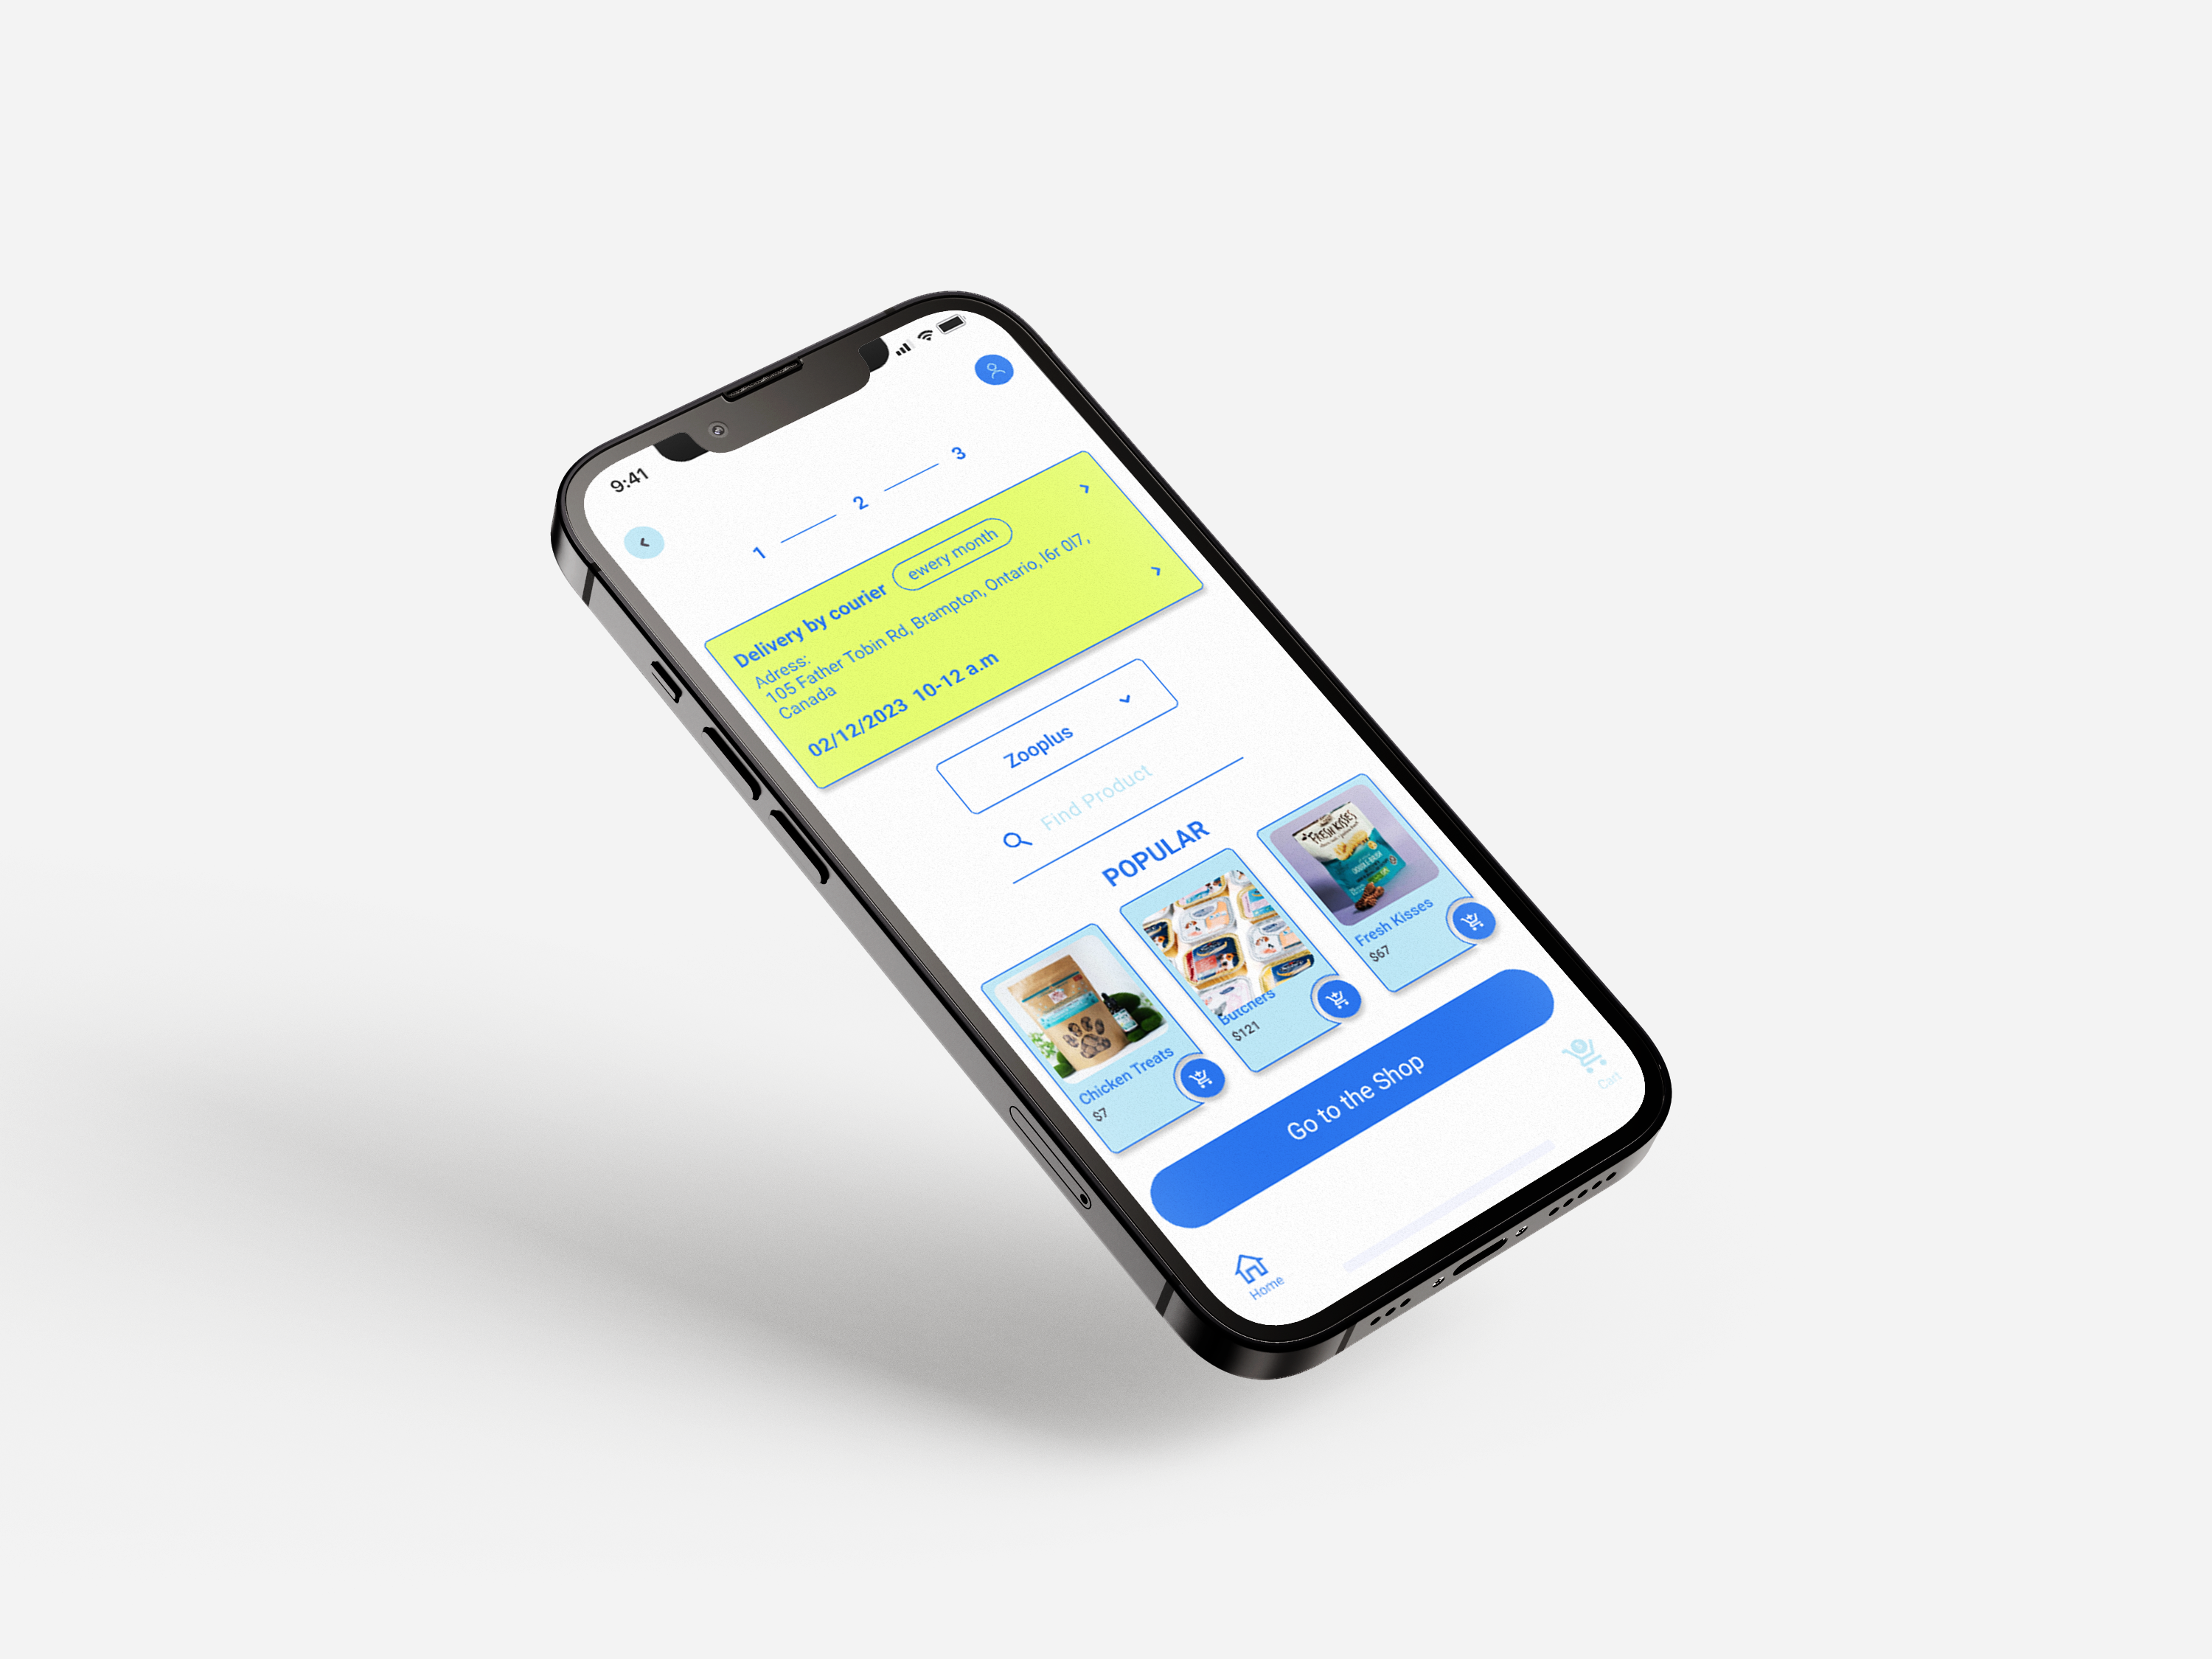 9:41
1
2
3
Delivery by courier
ewery month
Adress:
105 Father Tobin Rd, Brampton, Ontario, l6r 0l7,
Canada
02/12/2023 10-12 a.m
Zooplus
Find Product
POPULAR
Chicken Treats
$7
Butchers
$121
FRESH KISSES
Fresh Kisses
$67
Go to the Shop
Home
Cart